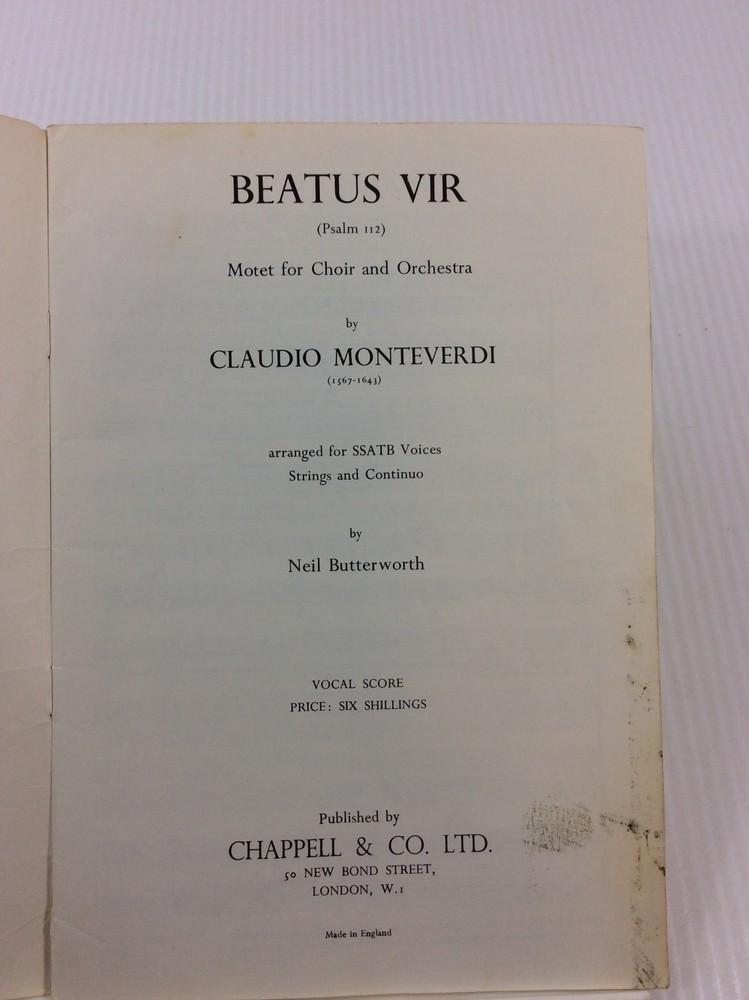 BEATUS VIR
(Psalm 112)
Motet for Choir and Orchestra
by
CLAUDIO MONTEVERDI
(1567-1643)
arranged for SSATB Voices
Strings and Continuo
by
Neil Butterworth
VOCAL SCORE
PRICE: SIX SHILLINGS
Published by
CHAPPELL & CO. LTD.
50 NEW BOND STREET,
LONDON, W.1
Made in England